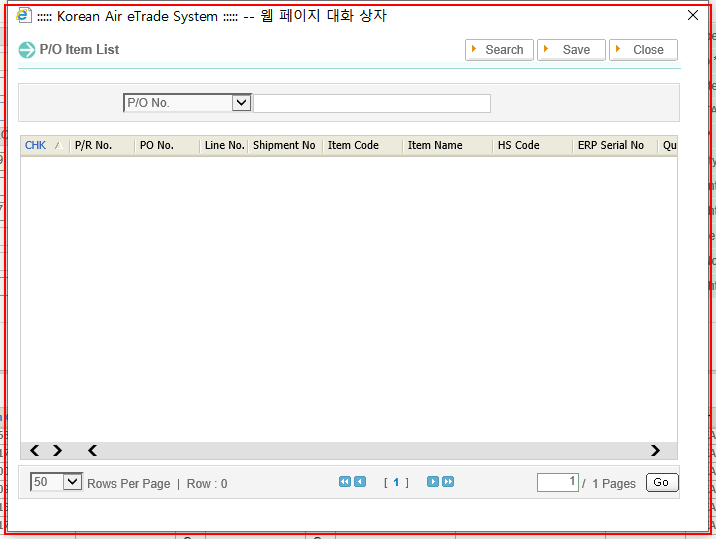 ::::: Korean Air eTrade System ::::: -- 웹 페이지 대화 상자
P/O Item List
Search Save Close
P/O No.
CHK P/R No. PO No. Line No. Shipment No Item Code Item Name HS Code ERP Serial No Qu
50 Rows Per Page | Row : 0 [ 1 ] 1 / 1 Pages Go